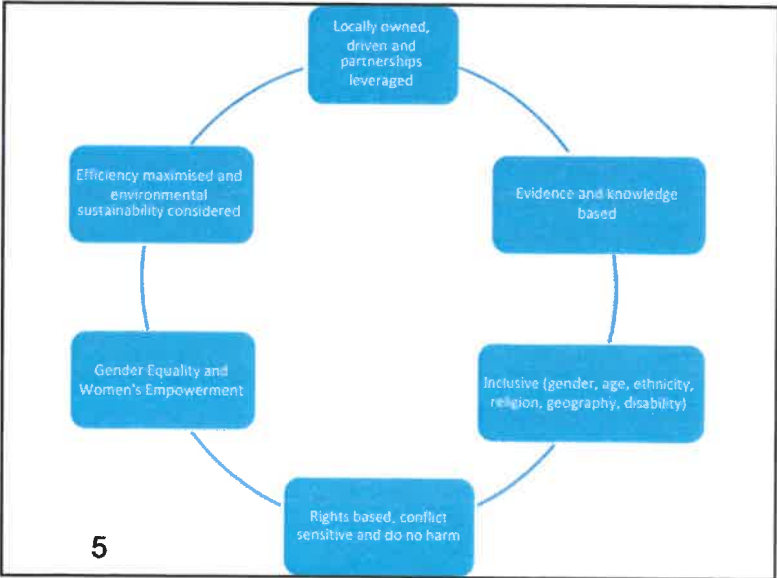 Locally owned,
driven and
partnerships
leveraged
Evidence and knowledge
based
Inclusive (gender, age, ethnicity,
religion, geography, disability)
Rights based, conflict
sensitive and do no harm
Gender Equality and
Women's Empowerment
Efficiency maximised and
environmental
sustainability considered
5